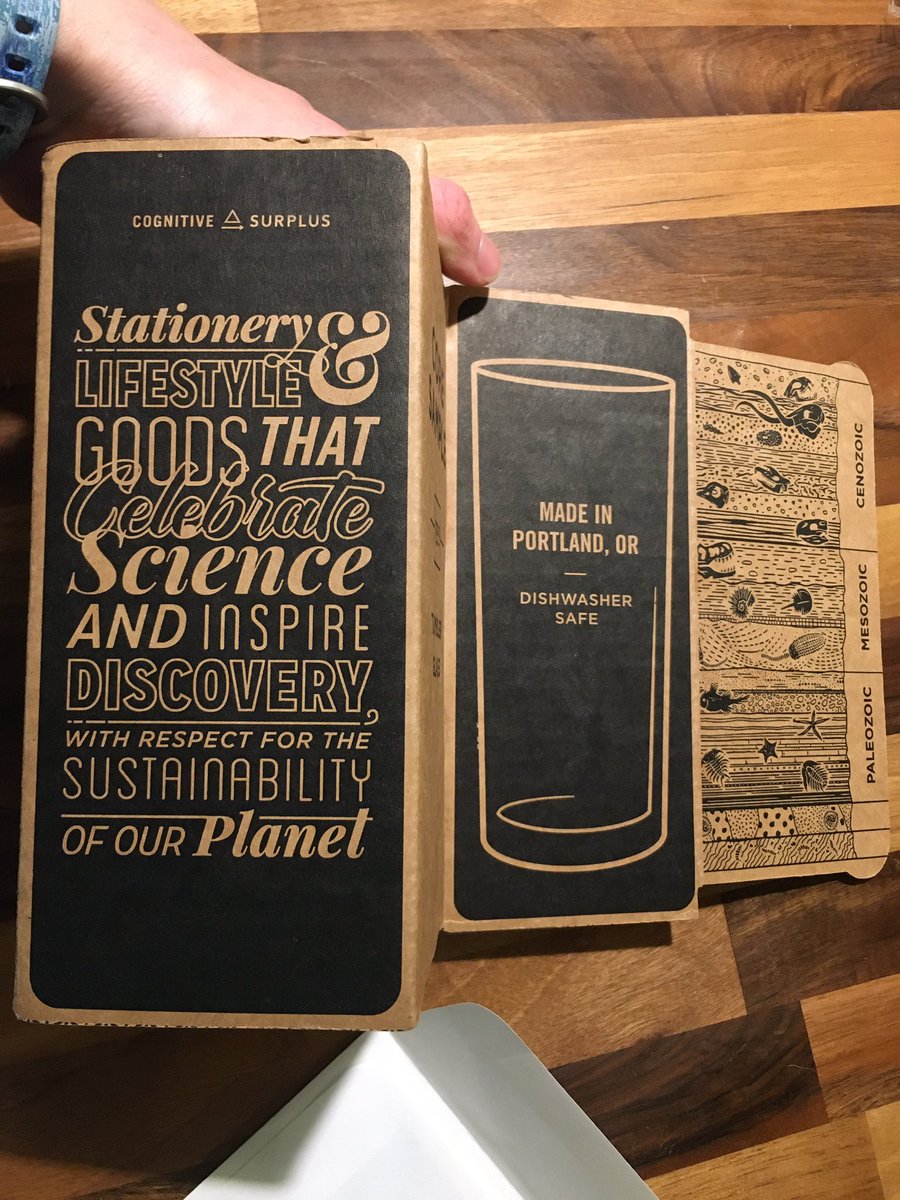 COGNITIVE SURPLUS
Stationery &
LIFESTYLE
GOODS THAT
Celebrate
Science
AND INSPIRE
DISCOVERY,
WITH RESPECT FOR THE
SUSTAINABILITY
OF OUR Planet
MADE IN
PORTLAND, OR
DISHWASHER
SAFE
CENOZOIC
MESOZOIC
PALEOZOIC